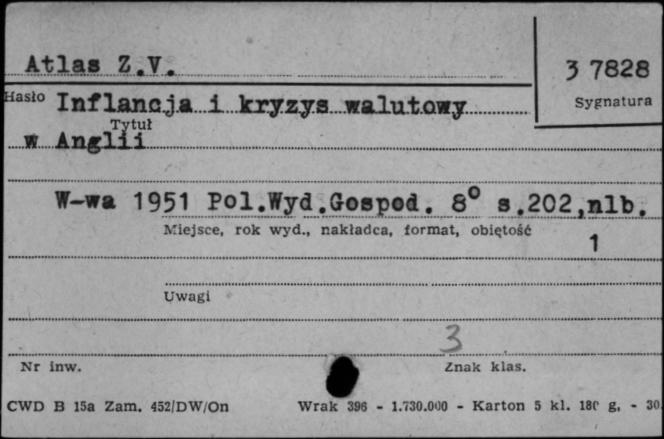 Atlas Z.V.
3 7828
Hasło
Sygnatura
Inflancja i kryzys walutowy
Tytuł
w Anglii
W-wa 1951 Pol.Wyd.Gospod. 8° s.202,nlb.
Miejsce, rok wyd., nakładca, format, objętość
1
Uwagi
3
Nr inw.
Znak klas.
CWD B 15a Zam. 452/DW/On Wrak 396 - 1.730.000 - Karton 5 kl. 180 g. - 30.